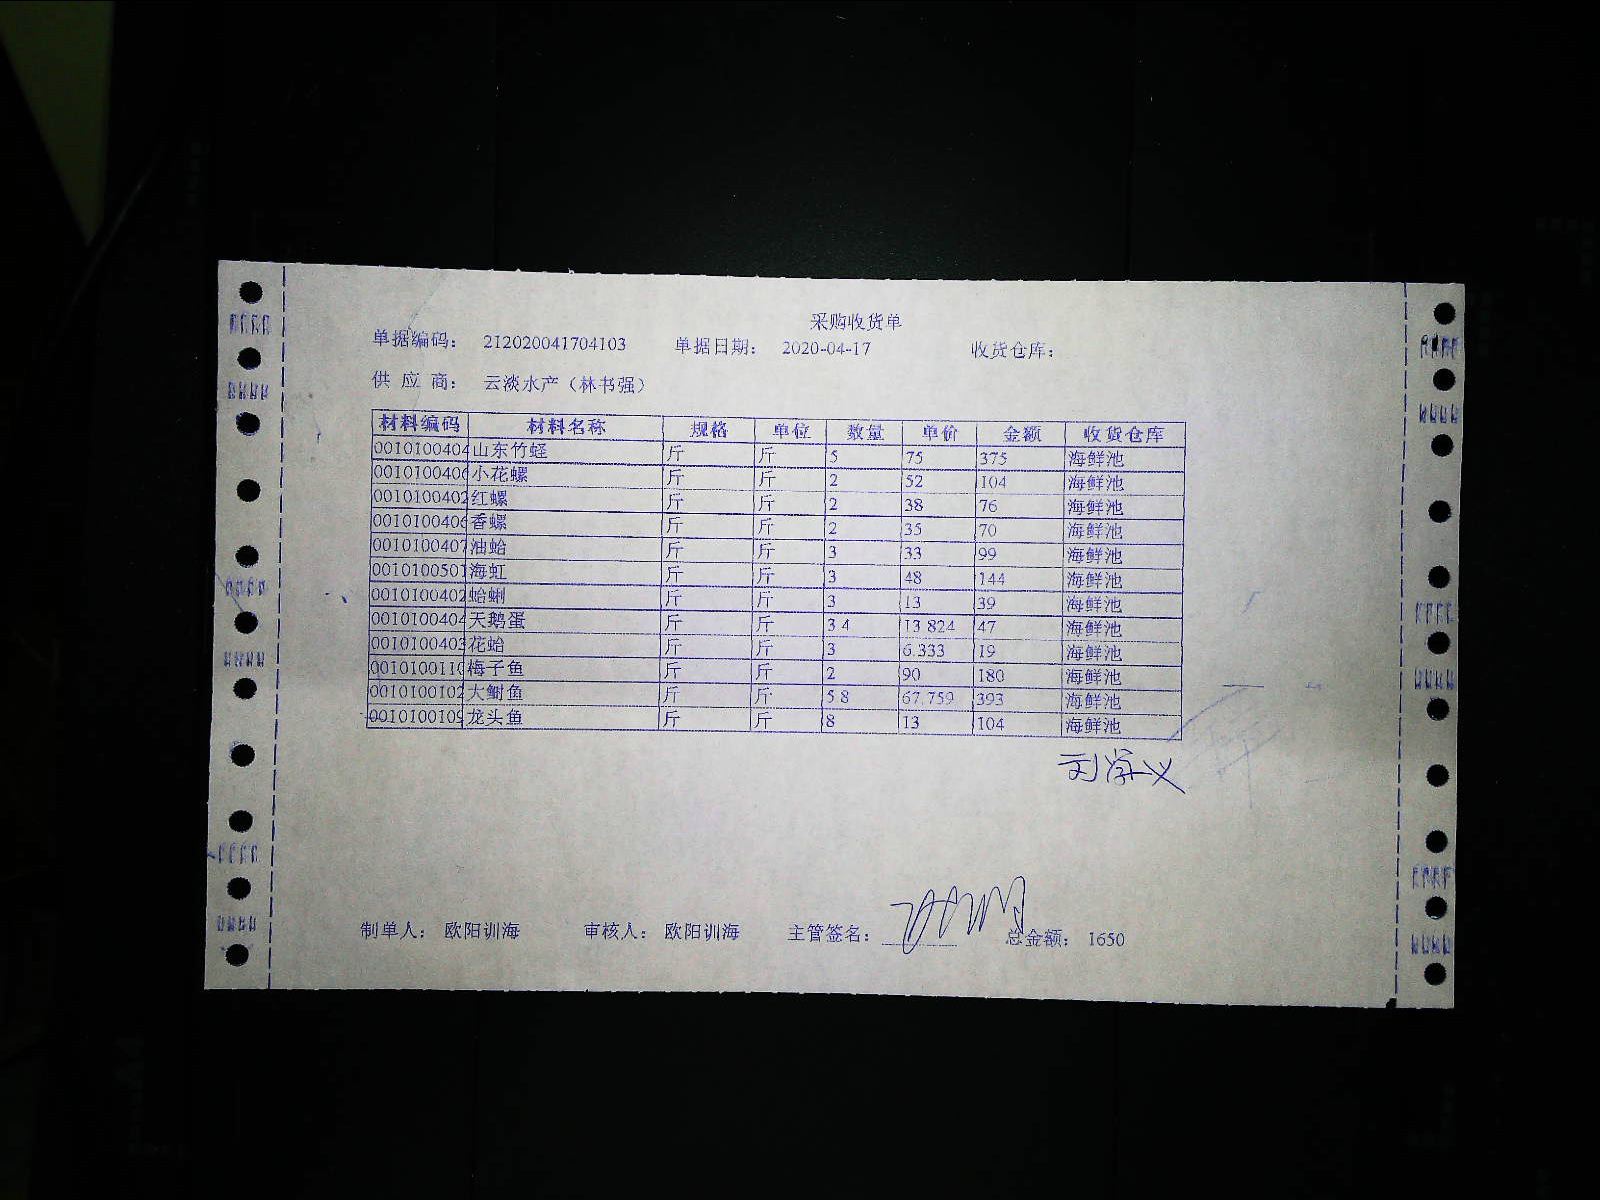 采购收货单
单据编码： 212020041704103 单据日期： 2020-04-17 收货仓库：
供 应 商： 云淡水产（林书强）
材料编码 材料名称 规格 单位 数量 单价 金额 收货仓库
0010100404 山东竹蛏 斤 斤 5 75 375 海鲜池
0010100406 小花螺 斤 斤 2 52 104 海鲜池
0010100402 红螺 斤 斤 2 38 76 海鲜池
0010100406 香螺 斤 斤 2 35 70 海鲜池
0010100407 油蛤 斤 斤 3 33 99 海鲜池
0010100501 海虹 斤 斤 3 48 144 海鲜池
0010100402 蛤蜊 斤 斤 3 13 39 海鲜池
0010100404 天鹅蛋 斤 斤 3.4 13.824 47 海鲜池
0010100403 花蛤 斤 斤 3 6.333 19 海鲜池
0010100110 梅子鱼 斤 斤 2 90 180 海鲜池
0010100102 大鲥鱼 斤 斤 5.8 67.759 393 海鲜池
0010100109 龙头鱼 斤 斤 8 13 104 海鲜池
刘学义
制单人： 欧阳训海 审核人： 欧阳训海 主管签名： 总金额： 1650